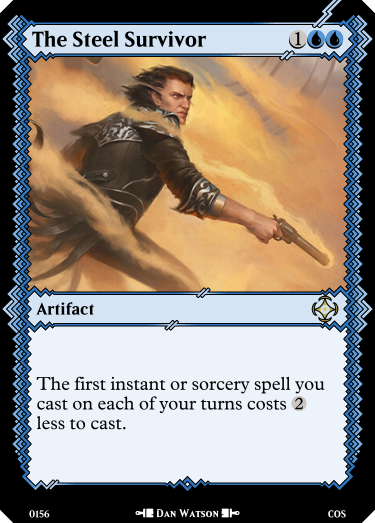 The Steel Survivor 1
Artifact
The first instant or sorcery spell you
cast on each of your turns costs 2
less to cast.
0156 Dan Watson COS